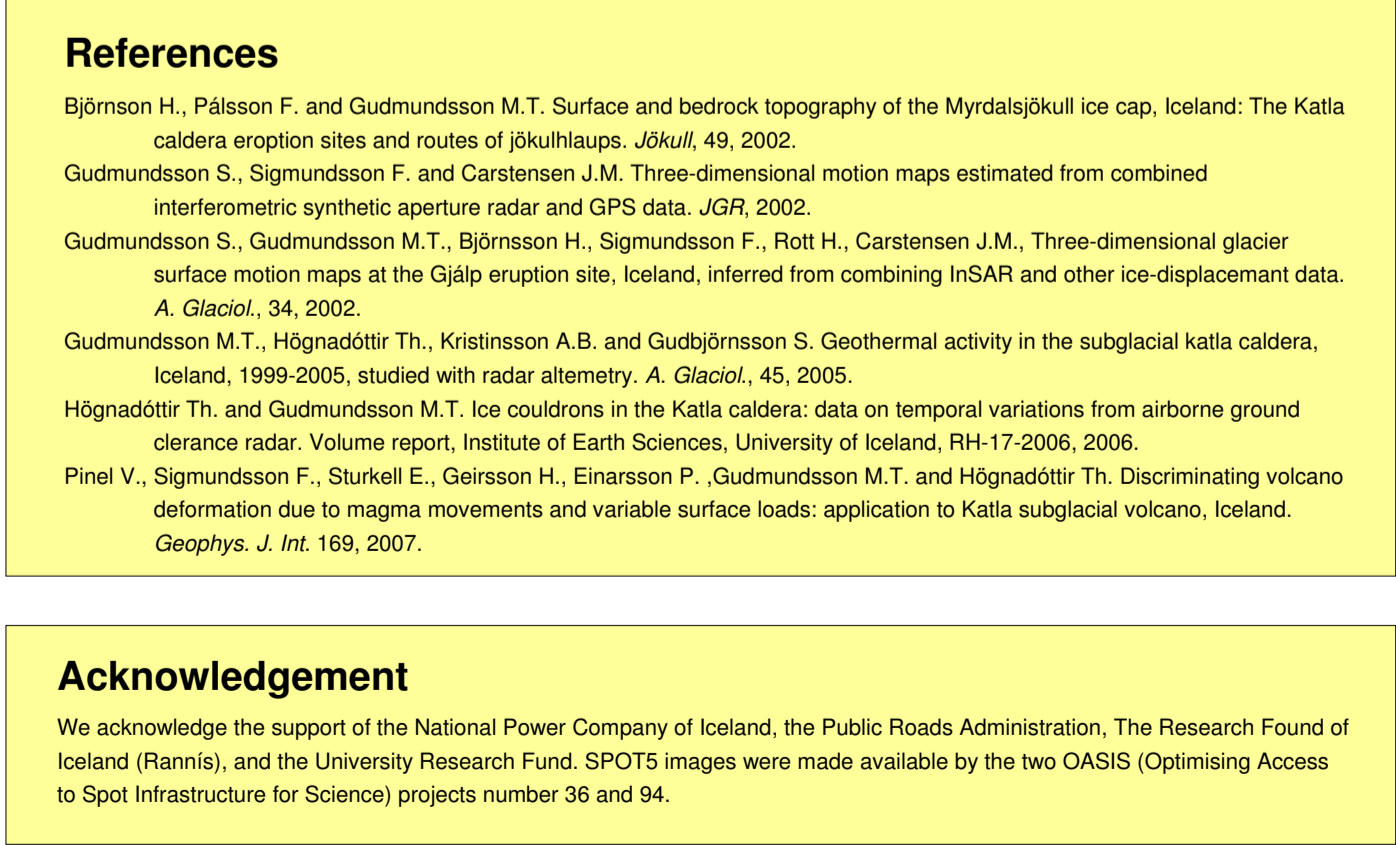 References
Björnson H., Pálsson F. and Gudmundsson M.T. Surface and bedrock topography of the Myrdalsjökull ice cap, Iceland: The Katla
caldera eroption sites and routes of jökulhlaups. Jökull, 49, 2002.
Gudmundsson S., Sigmundsson F. and Carstensen J.M. Three-dimensional motion maps estimated from combined
interferometric synthetic aperture radar and GPS data. JGR, 2002.
Gudmundsson S., Gudmundsson M.T., Björnsson H., Sigmundsson F., Rott H., Carstensen J.M., Three-dimensional glacier
surface motion maps at the Gjálp eruption site, Iceland, inferred from combining InSAR and other ice-displacemant data.
A. Glaciol., 34, 2002.
Gudmundsson M.T., Högnadóttir Th., Kristinsson A.B. and Gudbjörnsson S. Geothermal activity in the subglacial katla caldera,
Iceland, 1999-2005, studied with radar altemetry. A. Glaciol., 45, 2005.
Högnadóttir Th. and Gudmundsson M.T. Ice couldrons in the Katla caldera: data on temporal variations from airborne ground
clerance radar. Volume report, Institute of Earth Sciences, University of Iceland, RH-17-2006, 2006.
Pinel V., Sigmundsson F., Sturkell E., Geirsson H., Einarsson P. ,Gudmundsson M.T. and Högnadóttir Th. Discriminating volcano
deformation due to magma movements and variable surface loads: application to Katla subglacial volcano, Iceland.
Geophys. J. Int. 169, 2007.
Acknowledgement
We acknowledge the support of the National Power Company of Iceland, the Public Roads Administration, The Research Found of
Iceland (Rannís), and the University Research Fund. SPOT5 images were made available by the two OASIS (Optimising Access
to Spot Infrastructure for Science) projects number 36 and 94.